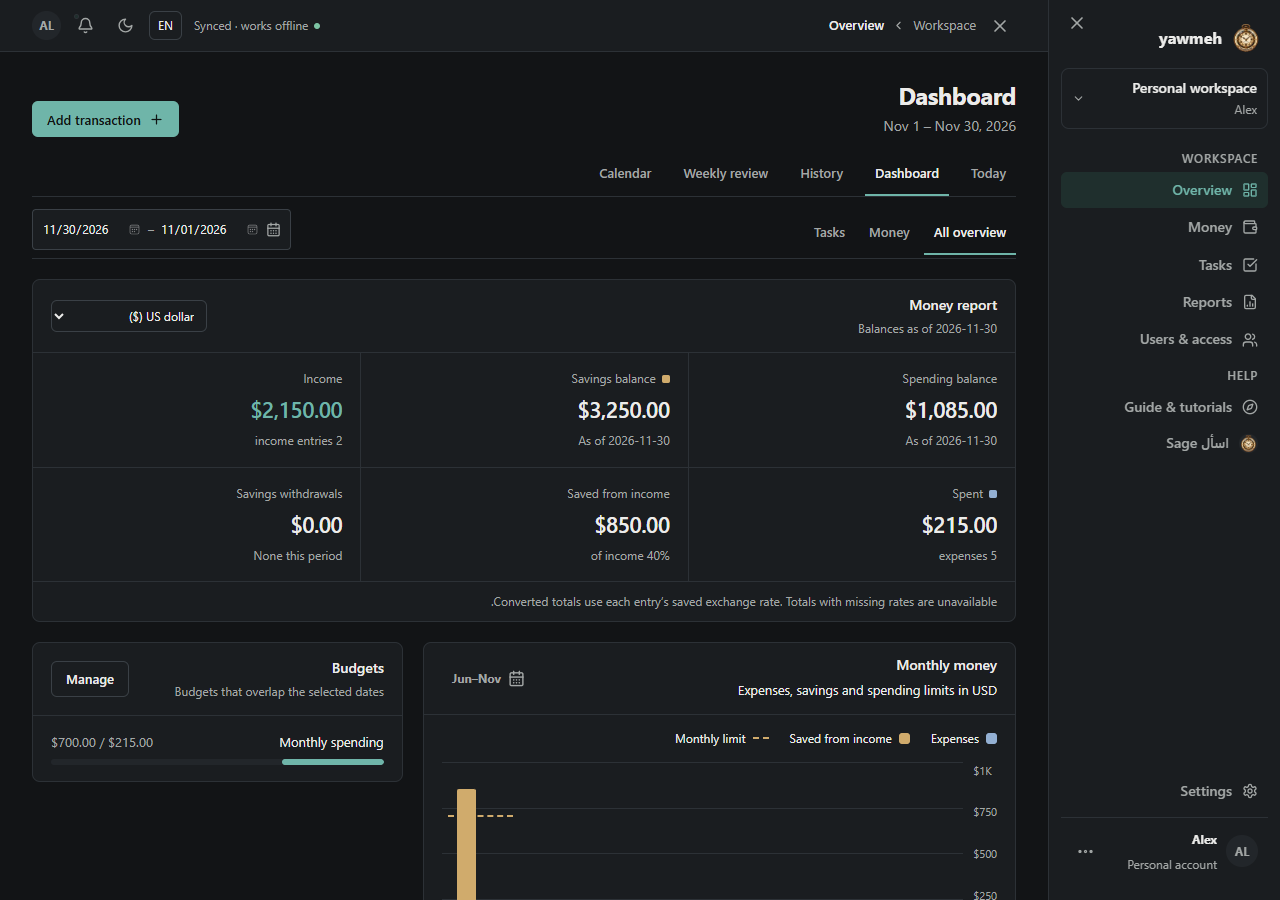 AL
EN
Synced · works offline
Overview
Workspace
yawmeh
Personal workspace
Alex
WORKSPACE
Overview
Money
Tasks
Reports
Users & access
HELP
Guide & tutorials
اسأل Sage
Settings
Alex
Personal account
AL
Dashboard
Nov 1 – Nov 30, 2026
Add transaction
Today
Dashboard
History
Weekly review
Calendar
11/30/2026 – 11/01/2026
All overview
Money
Tasks
Money report
Balances as of 2026-11-30
($) US dollar
Spending balance
$1,085.00
As of 2026-11-30
Savings balance
$3,250.00
As of 2026-11-30
Income
$2,150.00
income entries 2
Spent
$215.00
expenses 5
Saved from income
$850.00
of income 40%
Savings withdrawals
$0.00
None this period
.Converted totals use each entry's saved exchange rate. Totals with missing rates are unavailable
Monthly money
Expenses, savings and spending limits in USD
Jun–Nov
Expenses
Saved from income
Monthly limit
$1K
$750
$500
$250
Budgets
Budgets that overlap the selected dates
Manage
Monthly spending
$700.00 / $215.00